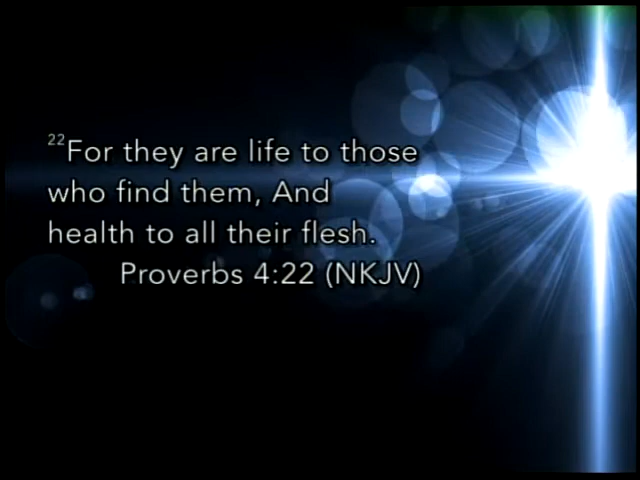 22For they are life to those
who find them, And
health to all their flesh.
Proverbs 4:22 (NKJV)